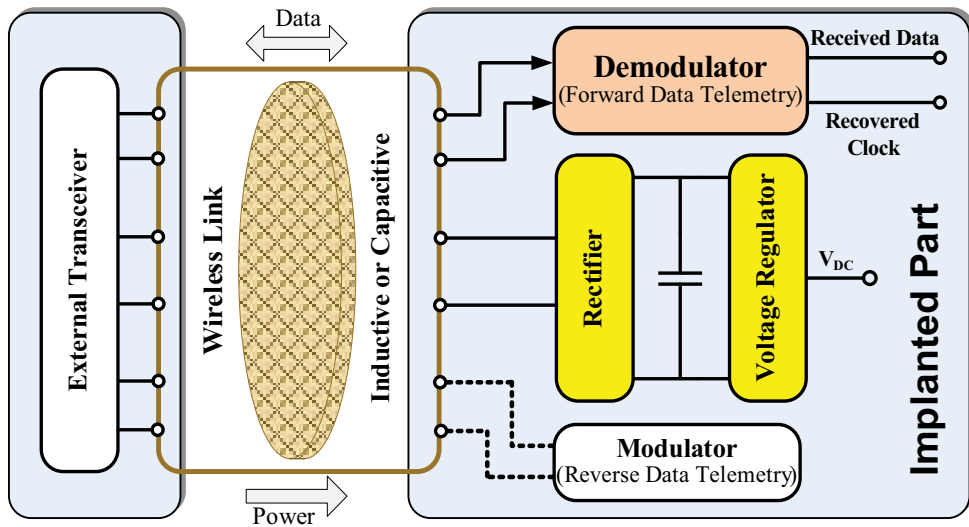 Data
External Transceiver
Wireless Link
Inductive or Capacitive
Power
Demodulator
(Forward Data Telemetry)
Received Data
Recovered
Clock
Rectifier
Voltage Regulator
VDC
Modulator
(Reverse Data Telemetry)
Implanted Part